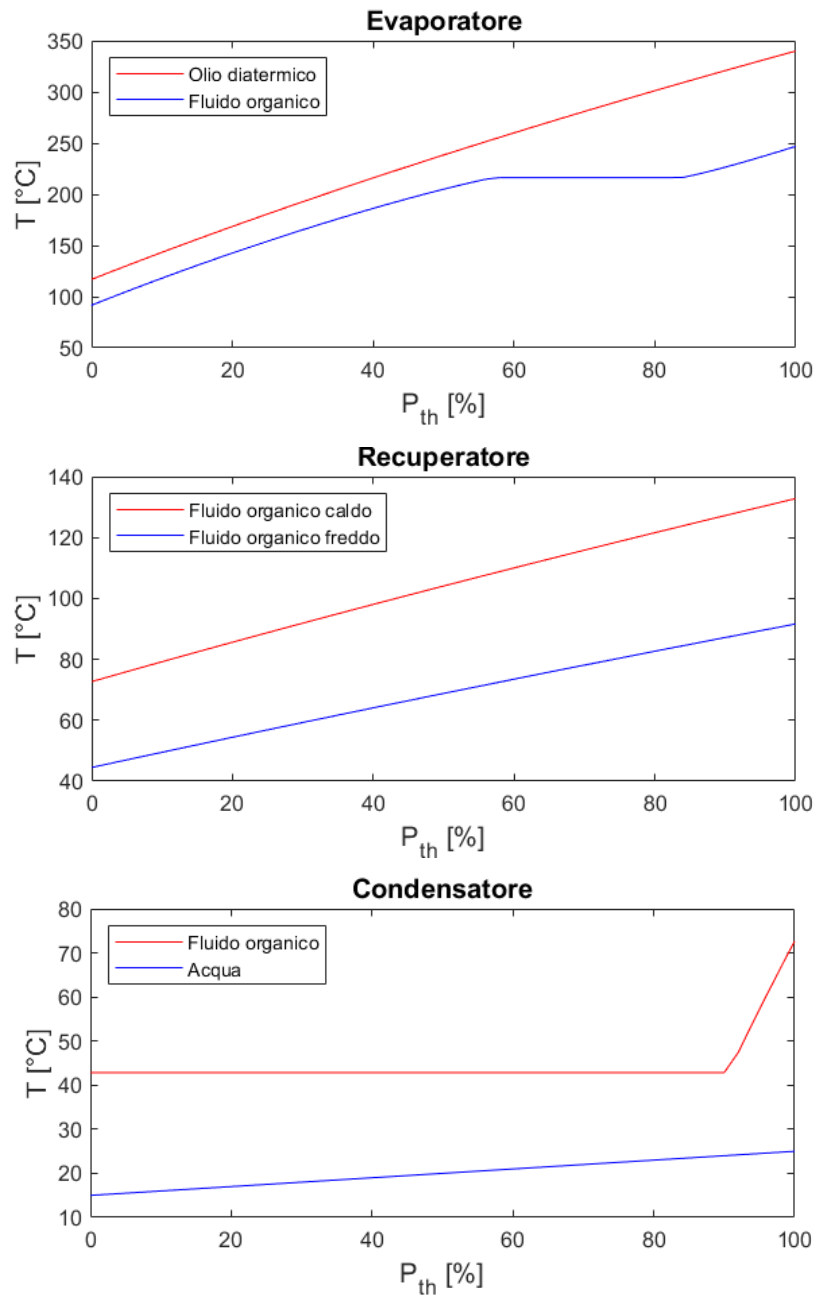 Evaporatore
350
300
250
200
150
100
50
T [°C]
Olio diatermico
Fluido organico
0 20 40 60 80 100
P_th [%]
Recuperatore
140
120
100
80
60
40
T [°C]
Fluido organico caldo
Fluido organico freddo
0 20 40 60 80 100
P_th [%]
Condensatore
80
70
60
50
40
30
20
10
T [°C]
Fluido organico
Acqua
0 20 40 60 80 100
P_th [%]